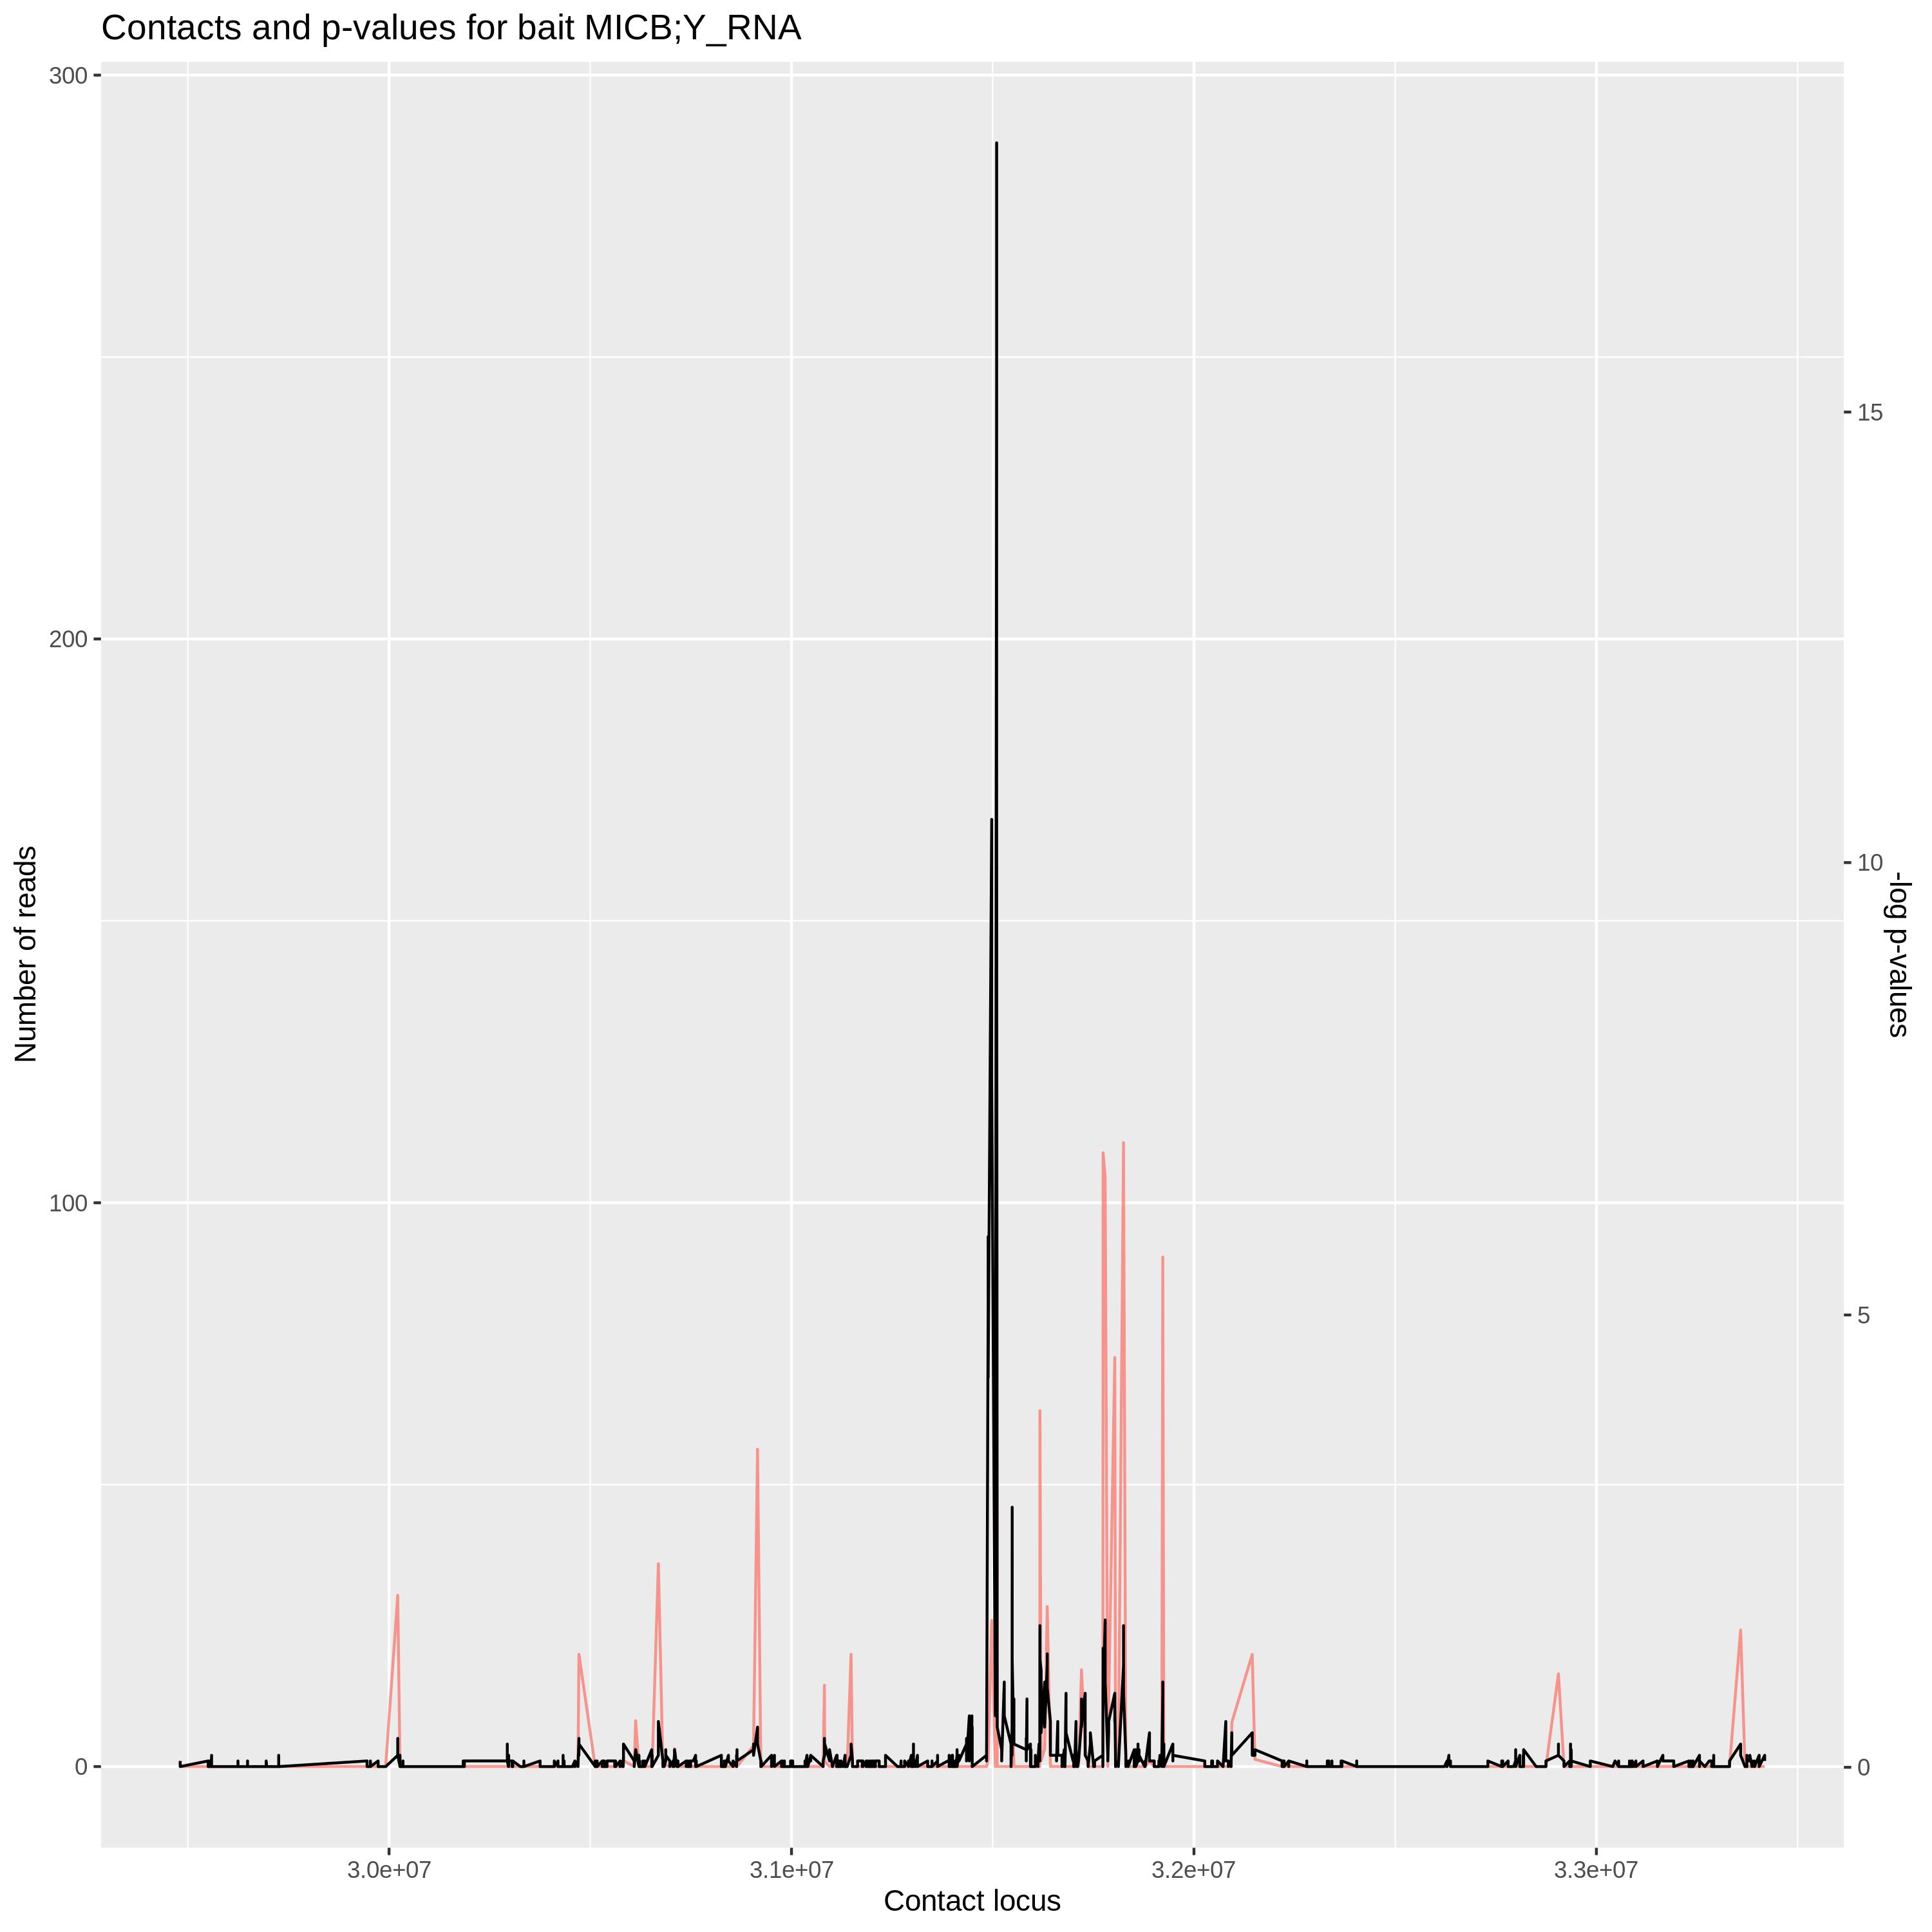 Contacts and p-values for bait MICB;Y_RNA
300
200
100
0
Number of reads
15
10
5
0
-log p-values
3.0e+07
3.1e+07
3.2e+07
3.3e+07
Contact locus